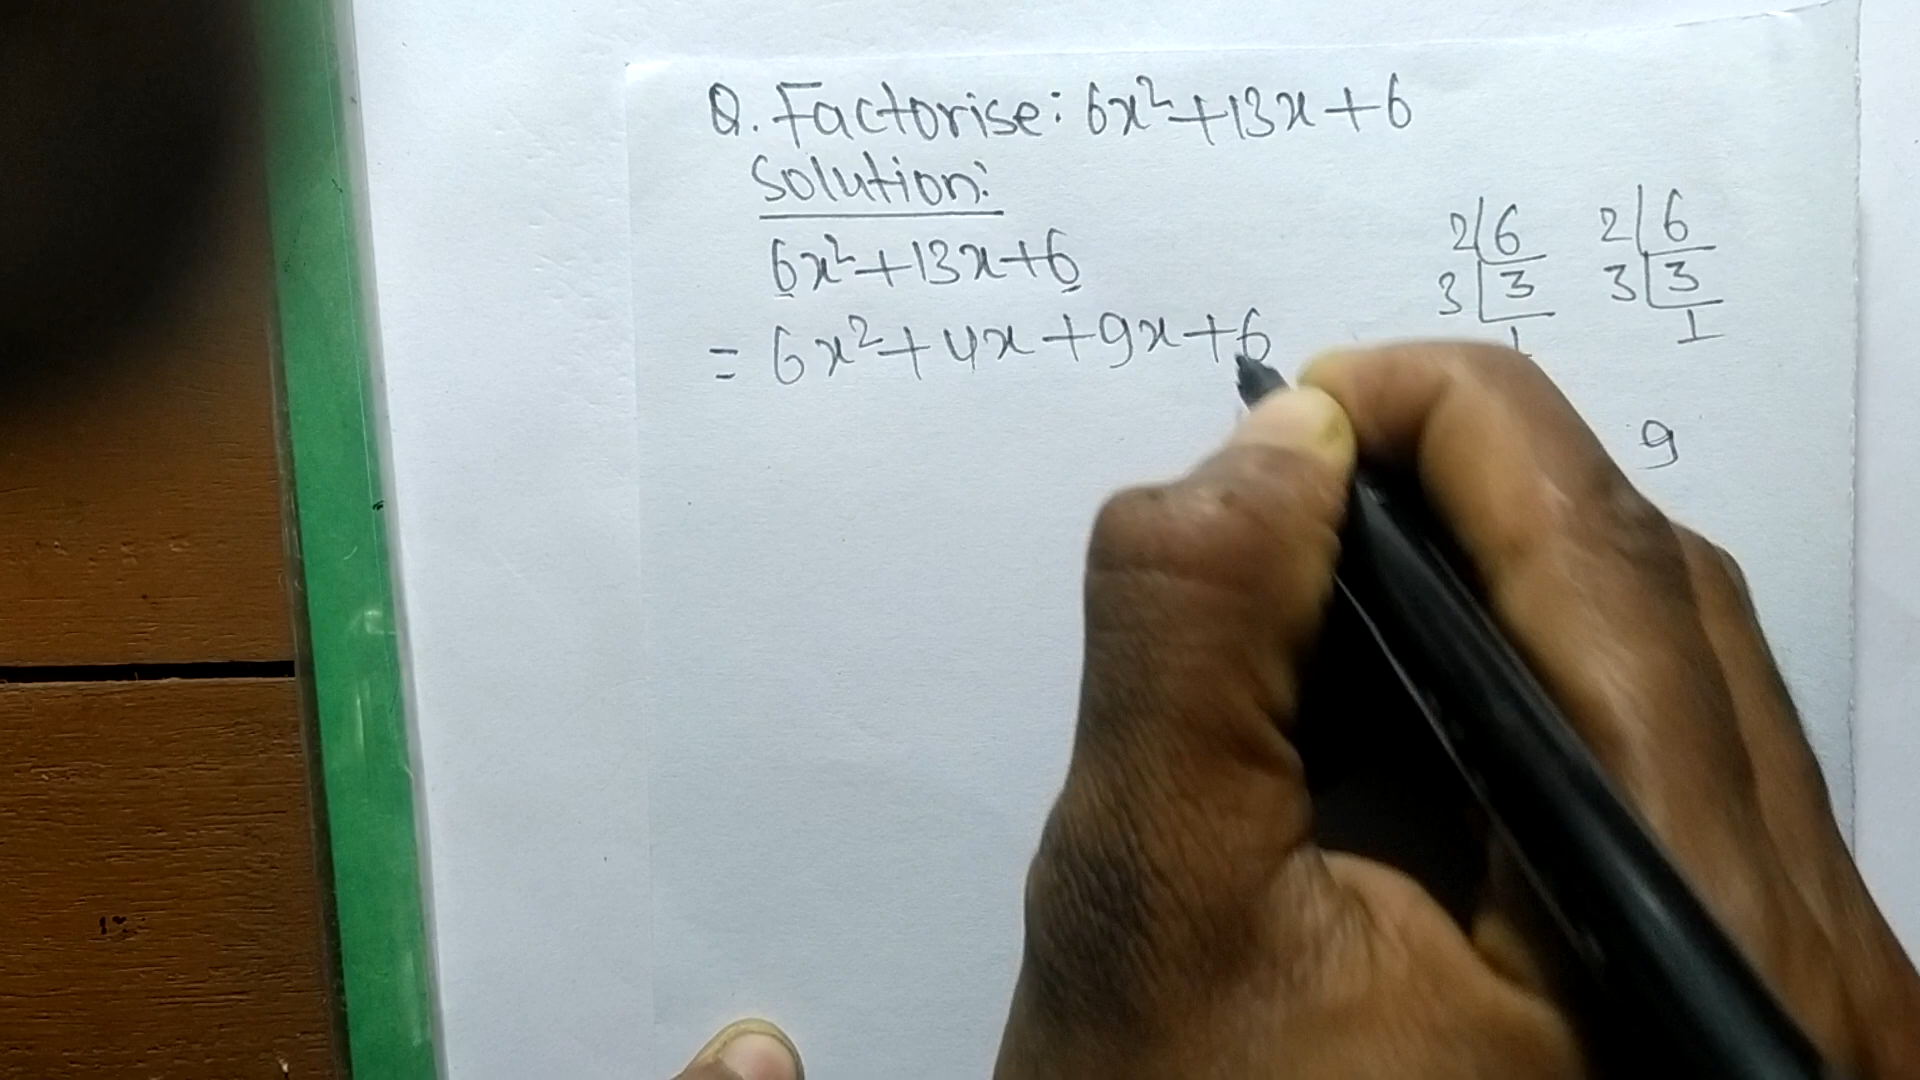 Q. Factorise: 6x²+13x+6
Solution:
6x²+13x+6
= 6x²+4x+9x+6
2 6
3 3
1
2 6
3 3
1
9